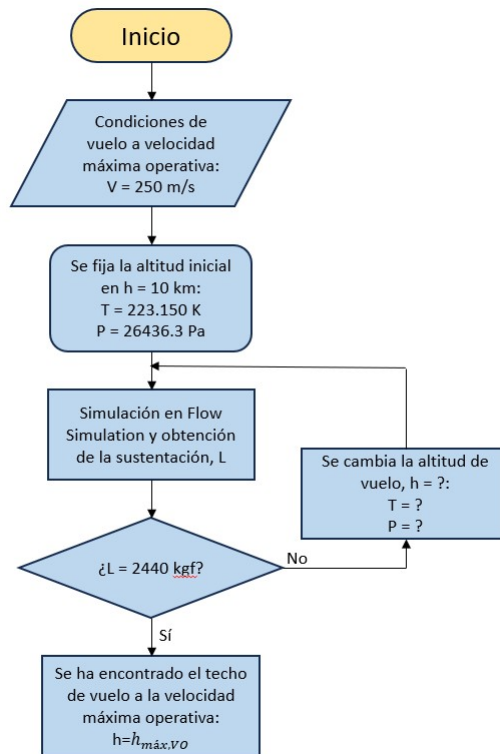 Inicio
Condiciones de
vuelo a velocidad
máxima operativa:
V = 250 m/s
Se fija la altitud inicial
en h = 10 km:
T = 223.150 K
P = 26436.3 Pa
Simulación en Flow
Simulation y obtención
de la sustentación, L
Se cambia la altitud de
vuelo, h = ?:
T = ?
P = ?
¿L = 2440 kgf?
No
Sí
Se ha encontrado el techo
de vuelo a la velocidad
máxima operativa:
h=hmáx,VO